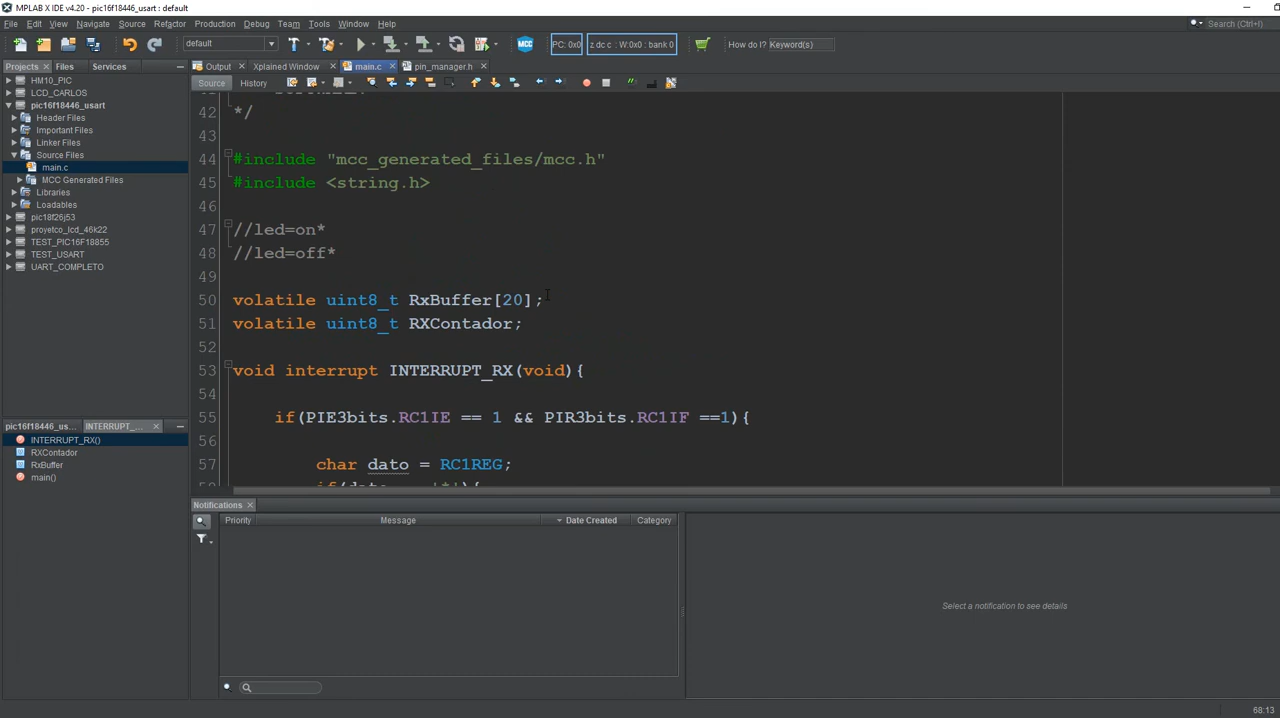 MPLAB X IDE v4.20 - pic16f18446_usart : default
File Edit View Navigate Source Refactor Production Debug Team Tools Window Help
Search (Ctrl+I)
default
PC: 0x0
z dc c : W:0x0 : bank 0
How do I? Keyword(s)
Projects Files Services
Output Xplained Window main.c pin_manager.h
Source History
HM10_PIC
LCD_CARLOS
pic16f18446_usart
Header Files
Important Files
Linker Files
Source Files
main.c
MCC Generated Files
Libraries
Loadables
pic18f26j53
proyetco_lcd_46k22
TEST_PIC16F18855
TEST_USART
UART_COMPLETO
42 */
43
44 #include "mcc_generated_files/mcc.h"
45 #include <string.h>
46
47 //led=on*
48 //led=off*
49
50 volatile uint8_t RxBuffer[20];
51 volatile uint8_t RXContador;
52
53 void interrupt INTERRUPT_RX(void){
54
55 if(PIE3bits.RC1IE == 1 && PIR3bits.RC1IF ==1){
56
57 char dato = RC1REG;
pic16f18446_us... INTERRUPT_...
INTERRUPT_RX()
RXContador
RxBuffer
main()
Notifications
Priority Message Date Created Category
Select a notification to see details
68:13